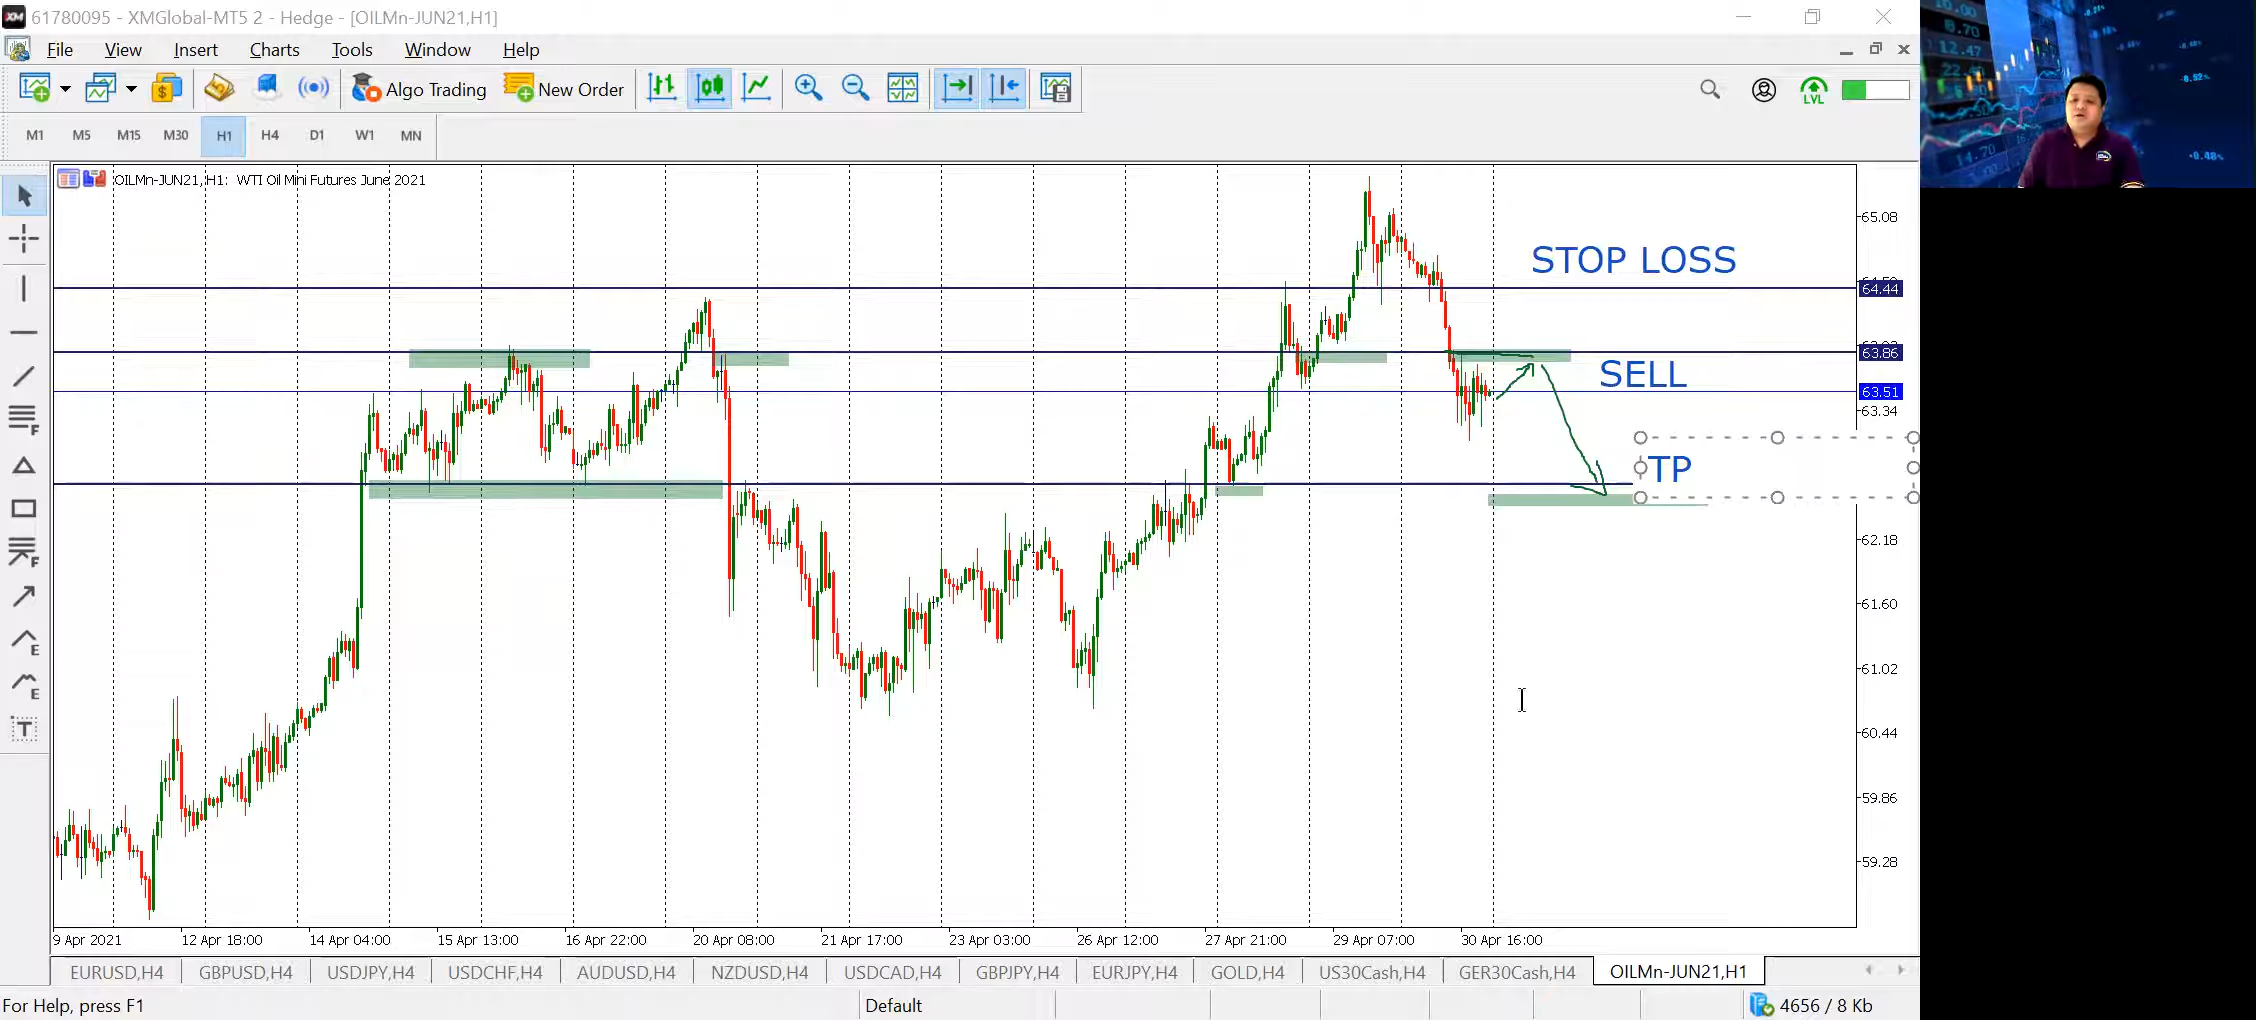 XM 61780095 - XMGlobal-MT5 2 - Hedge - [OILMn-JUN21,H1]
File View Insert Charts Tools Window Help
Algo Trading New Order
LVL
M1 M5 M15 M30 H1 H4 D1 W1 MN
OILMn-JUN21, H1: WTI Oil Mini Futures June 2021
65.08
STOP LOSS
64.44
63.86
SELL
63.51
63.34
TP
62.18
61.60
61.02
60.44
59.86
59.28
9 Apr 2021 12 Apr 18:00 14 Apr 04:00 15 Apr 13:00 16 Apr 22:00 20 Apr 08:00 21 Apr 17:00 23 Apr 03:00 26 Apr 12:00 27 Apr 21:00 29 Apr 07:00 30 Apr 16:00
EURUSD,H4 GBPUSD,H4 USDJPY,H4 USDCHF,H4 AUDUSD,H4 NZDUSD,H4 USDCAD,H4 GBPJPY,H4 EURJPY,H4 GOLD,H4 US30Cash,H4 GER30Cash,H4 OILMn-JUN21,H1
For Help, press F1 Default 4656 / 8 Kb